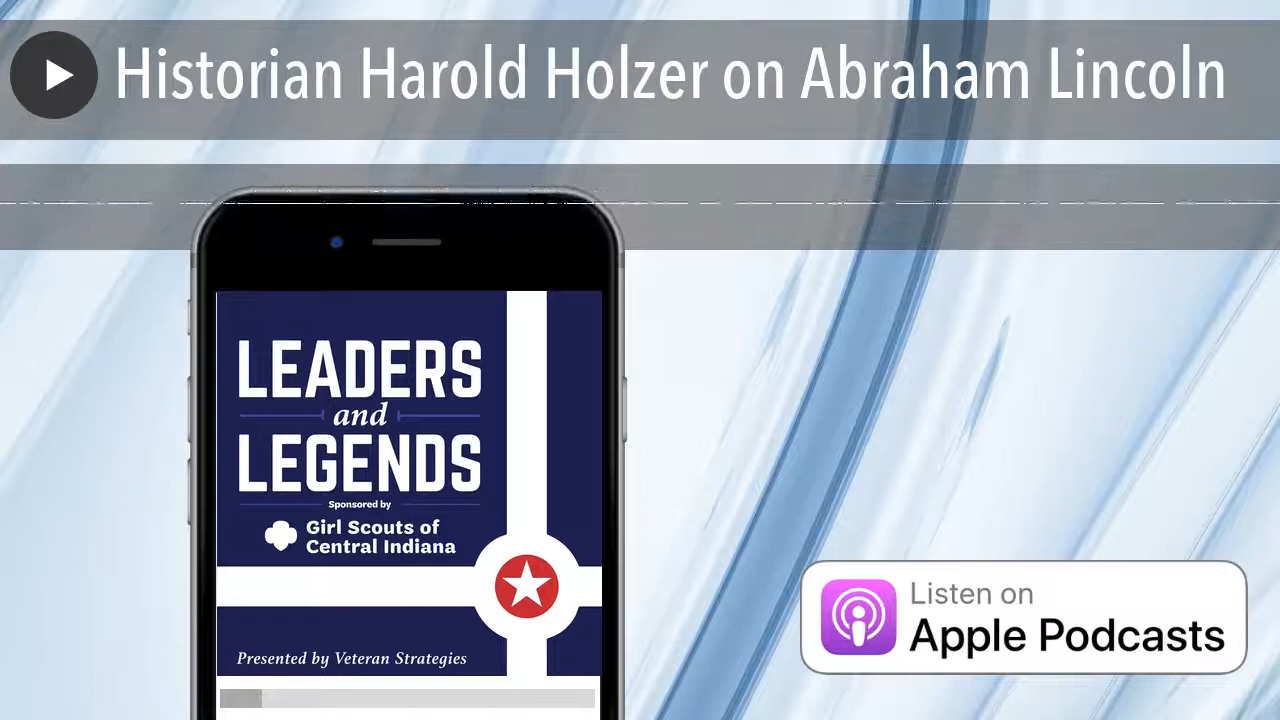 Historian Harold Holzer on Abraham Lincoln
LEADERS
and
LEGENDS
Sponsored by
Girl Scouts of
Central Indiana
Presented by Veteran Strategies
Listen on
Apple Podcasts